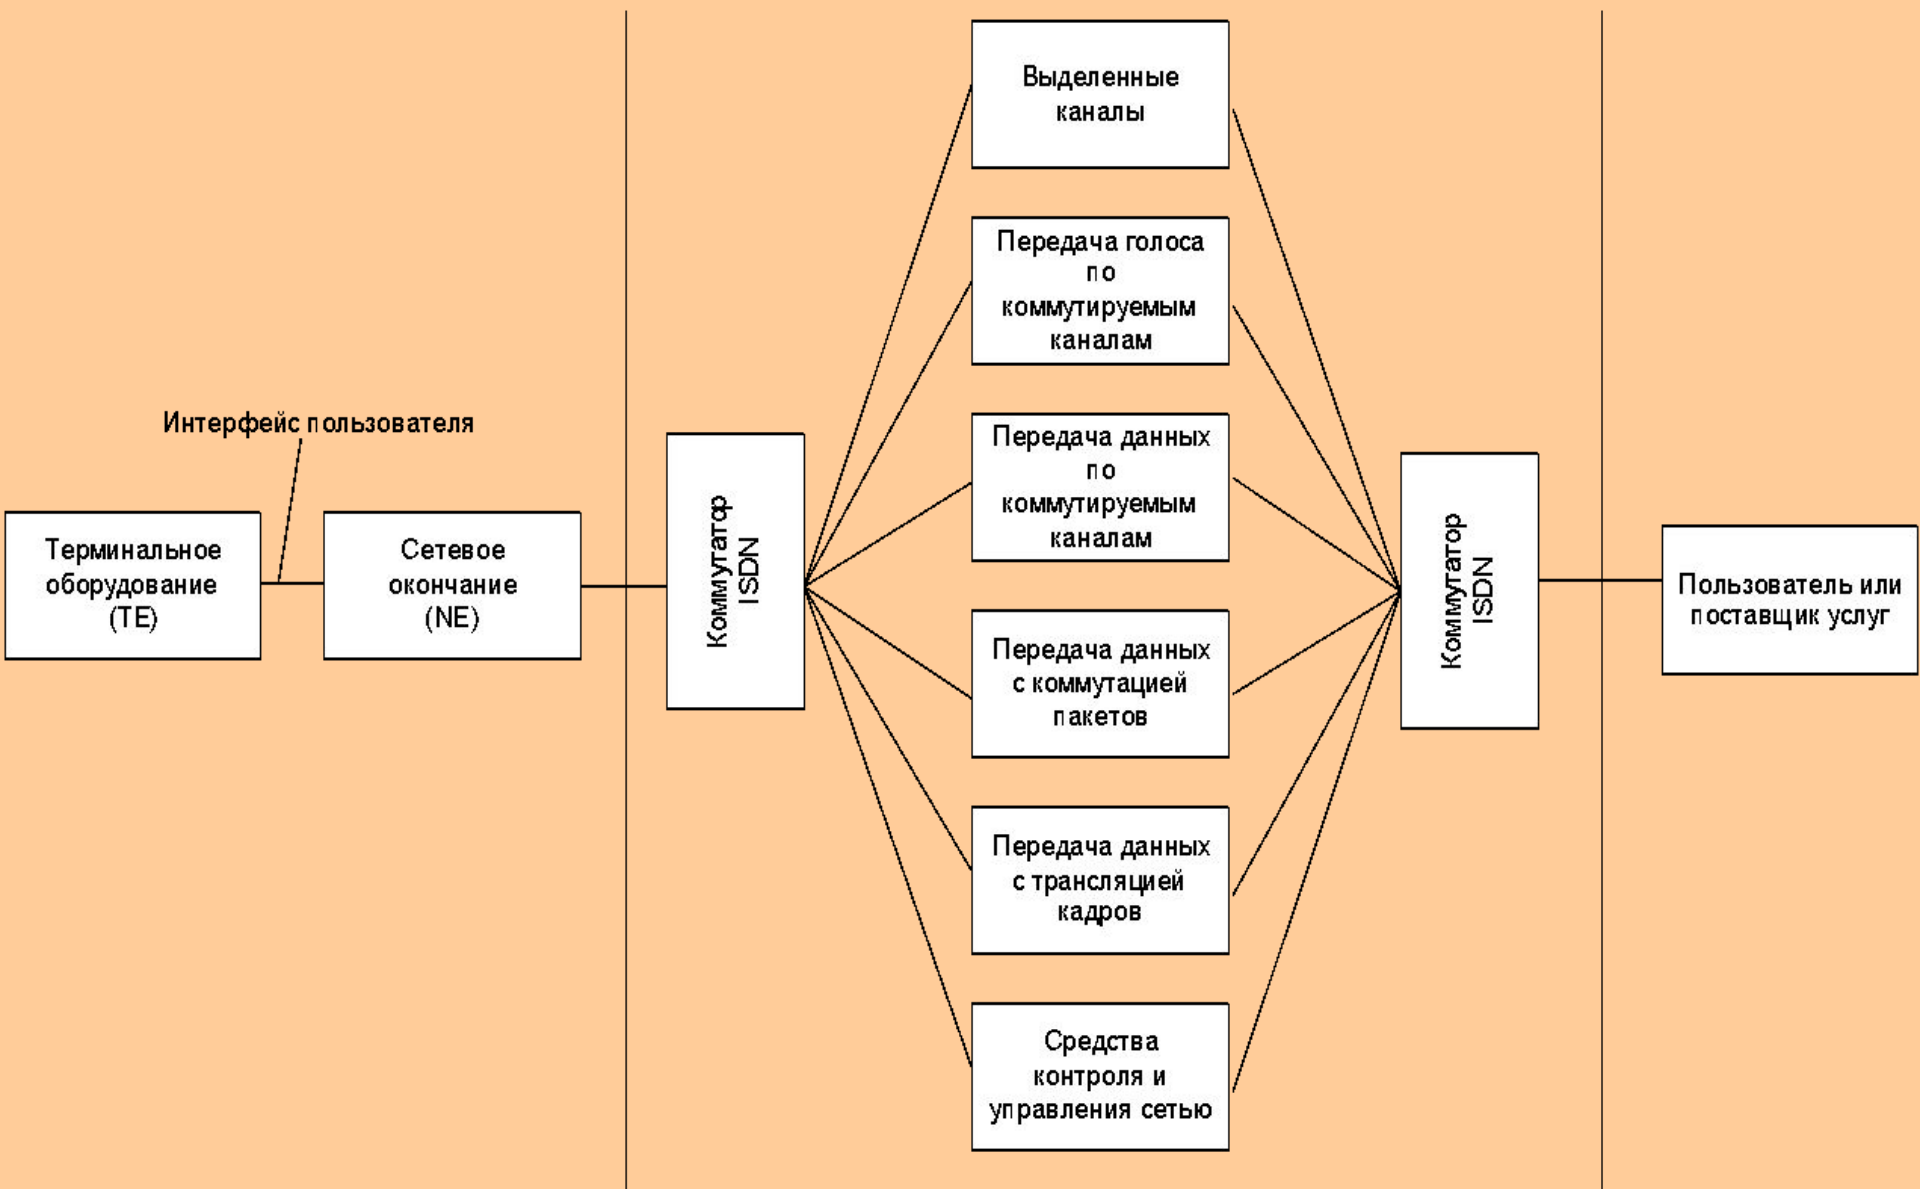 Интерфейс пользователя
Терминальное
оборудование
(TE)
Сетевое
окончание
(NE)
Коммутатор
ISDN
Выделенные
каналы
Передача голоса
по
коммутируемым
каналам
Передача данных
по
коммутируемым
каналам
Передача данных
с коммутацией
пакетов
Передача данных
с трансляцией
кадров
Средства
контроля и
управления сетью
Коммутатор
ISDN
Пользователь или
поставщик услуг